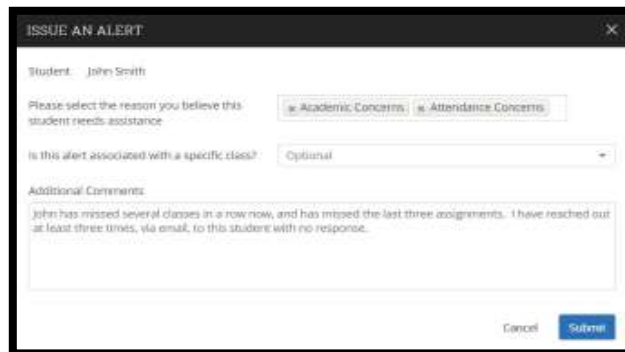 ISSUE AN ALERT ×
Student: John Smith
Please select the reason you believe this
student needs assistance
× Academic Concerns × Attendance Concerns
Is this alert associated with a specific class? Optional
Additional Comments
John has missed several classes in a row now, and has missed the last three assignments. I have reached out
at least three times, via email, to this student with no response.
Cancel Submit